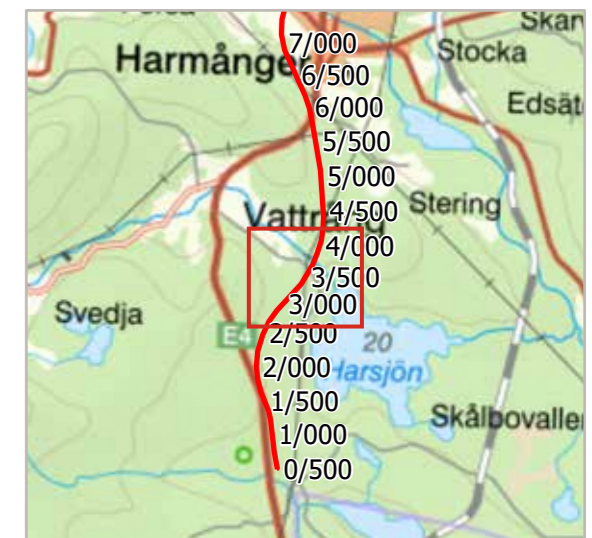 Skar
7/000
Harmånger
Stocka
6/500
6/000
Edsät
5/500
5/000
4/500
Stering
Vattrång
4/000
3/500
3/000
Svedja
E4
2/500
20
2/000
Harsjön
1/500
Skålbovallen
1/000
0/500